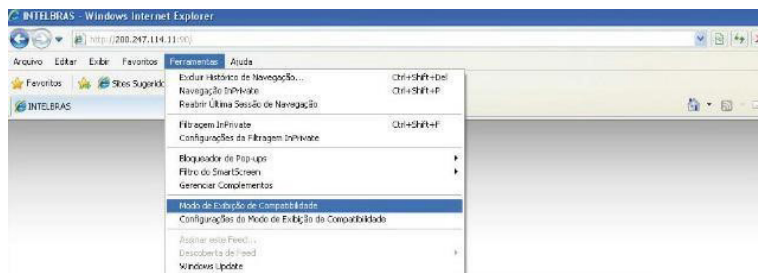 INTELBRAS - Windows Internet Explorer
http://200.247.114.11:90/
Arquivo Editar Exibir Favoritos Ferramentas Ajuda
Favoritos Sites Sugerido
INTELBRAS
Excluir Histórico de Navegação... Ctrl+Shift+Del
Navegação InPrivate Ctrl+Shift+P
Reabrir Última Sessão de Navegação
Filtragem InPrivate Ctrl+Shift+F
Configurações da Filtragem InPrivate
Bloqueador de Pop-ups
Filtro do SmartScreen
Gerenciar Complementos
Modo de Exibição de Compatibilidade
Configurações do Modo de Exibição de Compatibilidade
Assinar este Feed...
Descoberta de Feed
Windows Update